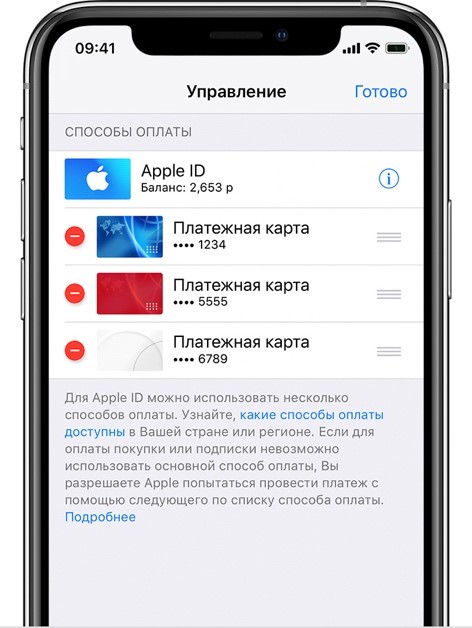 09:41
Управление
Готово
СПОСОБЫ ОПЛАТЫ
Apple ID
Баланс: 2,653 р
Платежная карта
•••• 1234
Платежная карта
•••• 5555
Платежная карта
•••• 6789
Для Apple ID можно использовать несколько
способов оплаты. Узнайте, какие способы оплаты
доступны в Вашей стране или регионе. Если для
оплаты покупки или подписки невозможно
использовать основной способ оплаты, Вы
разрешаете Apple попытаться провести платеж с
помощью следующего по списку способа оплаты.
Подробнее